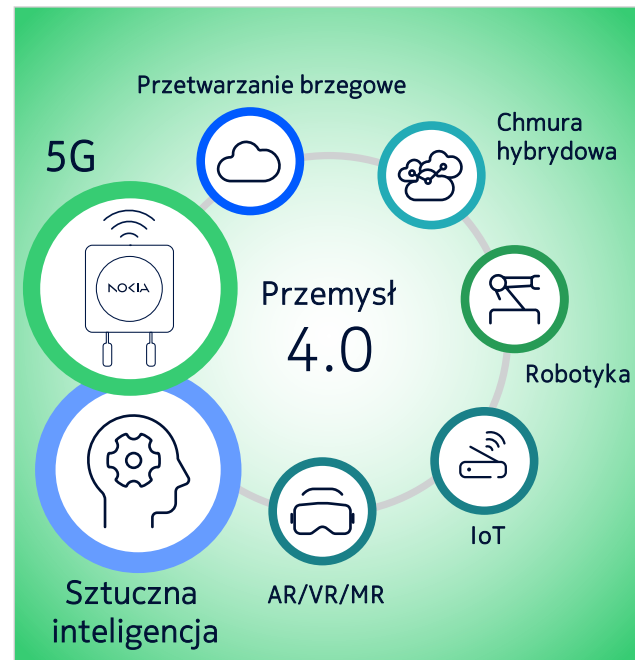 Przetwarzanie brzegowe
Chmura
hybrydowa
5G
NOKIA
Przemysł
4.0
Robotyka
IoT
AR/VR/MR
Sztuczna
inteligencja